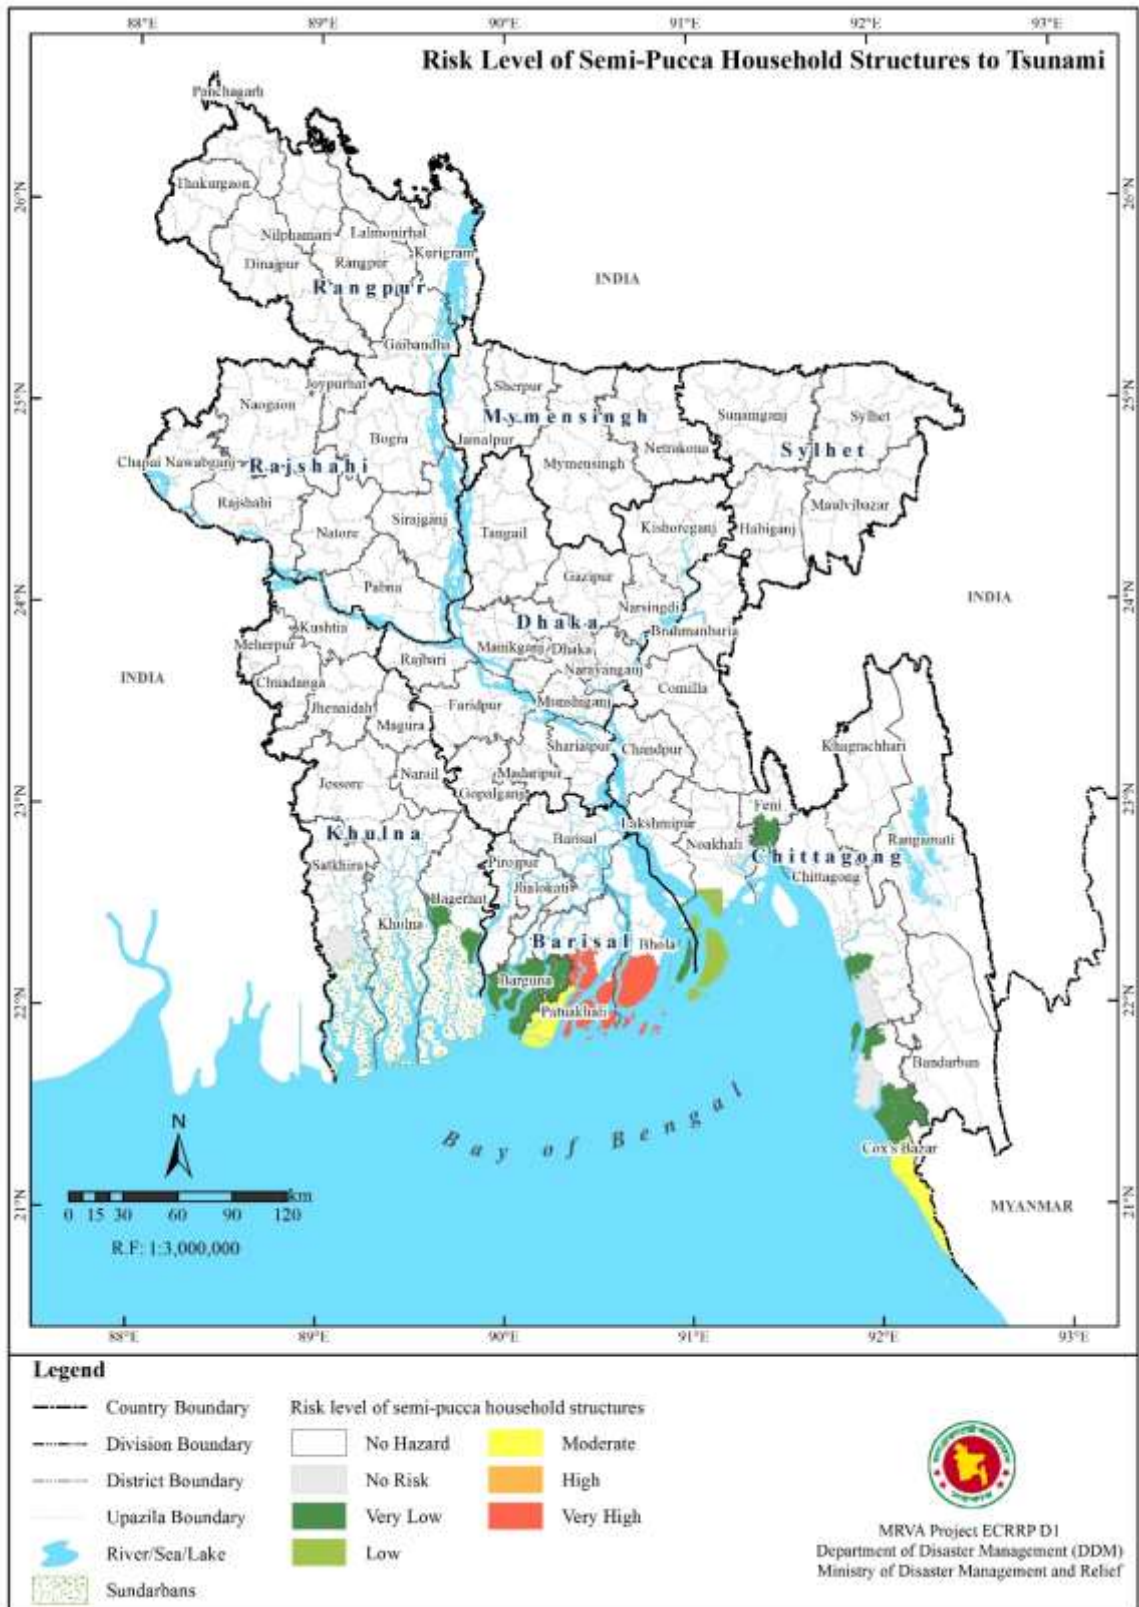 88°E 89°E 90°E 91°E 92°E 93°E
Risk Level of Semi-Pucca Household Structures to Tsunami
Panchagarh
26°N
26°N
Thakurgaon
Nilphamari
Lalmonirhat
Kurigram
Dinajpur
Rangpur
Rangpur
INDIA
Gaibandha
25°N
25°N
Joypurhat
Naogaon
Sherpur
Mymensingh
Sunamganj
Sylhet
Bogra
Jamalpur
Netrakona
Sylhet
Chapai Nawabganj
Rajshahi
Mymensingh
Rajshahi
Sirajganj
Maulvibazar
Natore
Tangail
Kishoreganj
Habiganj
Gazipur
Pabna
24°N
24°N
INDIA
Narsingdi
Kushtia
Dhaka
Brahmanbaria
Meherpur
Manikganj
Dhaka
Rajbari
Narayanganj
INDIA
Chuadanga
Comilla
Jhenaidah
Faridpur
Munshiganj
Magura
Shariatpur
Chandpur
Khagrachhari
Jessore
Narail
Madaripur
Gopalganj
23°N
23°N
Feni
Lakshmipur
Khulna
Barisal
Noakhali
Rangamati
Chittagong
Satkhira
Pirojpur
Chittagong
Jhalokati
Bagerhat
Khulna
Barisal
Bhola
Barguna
22°N
22°N
Patuakhali
Bandarban
Bay of Bengal
N
Cox's Bazar
km
0 15 30 60 90 120
21°N
21°N
MYANMAR
R.F: 1:3,000,000
88°E 89°E 90°E 91°E 92°E 93°E
Legend
Country Boundary
Division Boundary
District Boundary
Upazila Boundary
River/Sea/Lake
Sundarbans
Risk level of semi-pucca household structures
No Hazard
No Risk
Very Low
Low
Moderate
High
Very High
MRVA Project ECRRP D1
Department of Disaster Management (DDM)
Ministry of Disaster Management and Relief